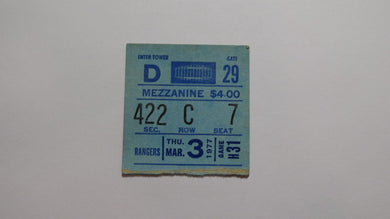 ENTER TOWER GATE
D 29
MEZZANINE $4.00
422 C 7
SEC. ROW SEAT
RANGERS THU. MAR. 3 1977 GAME H31